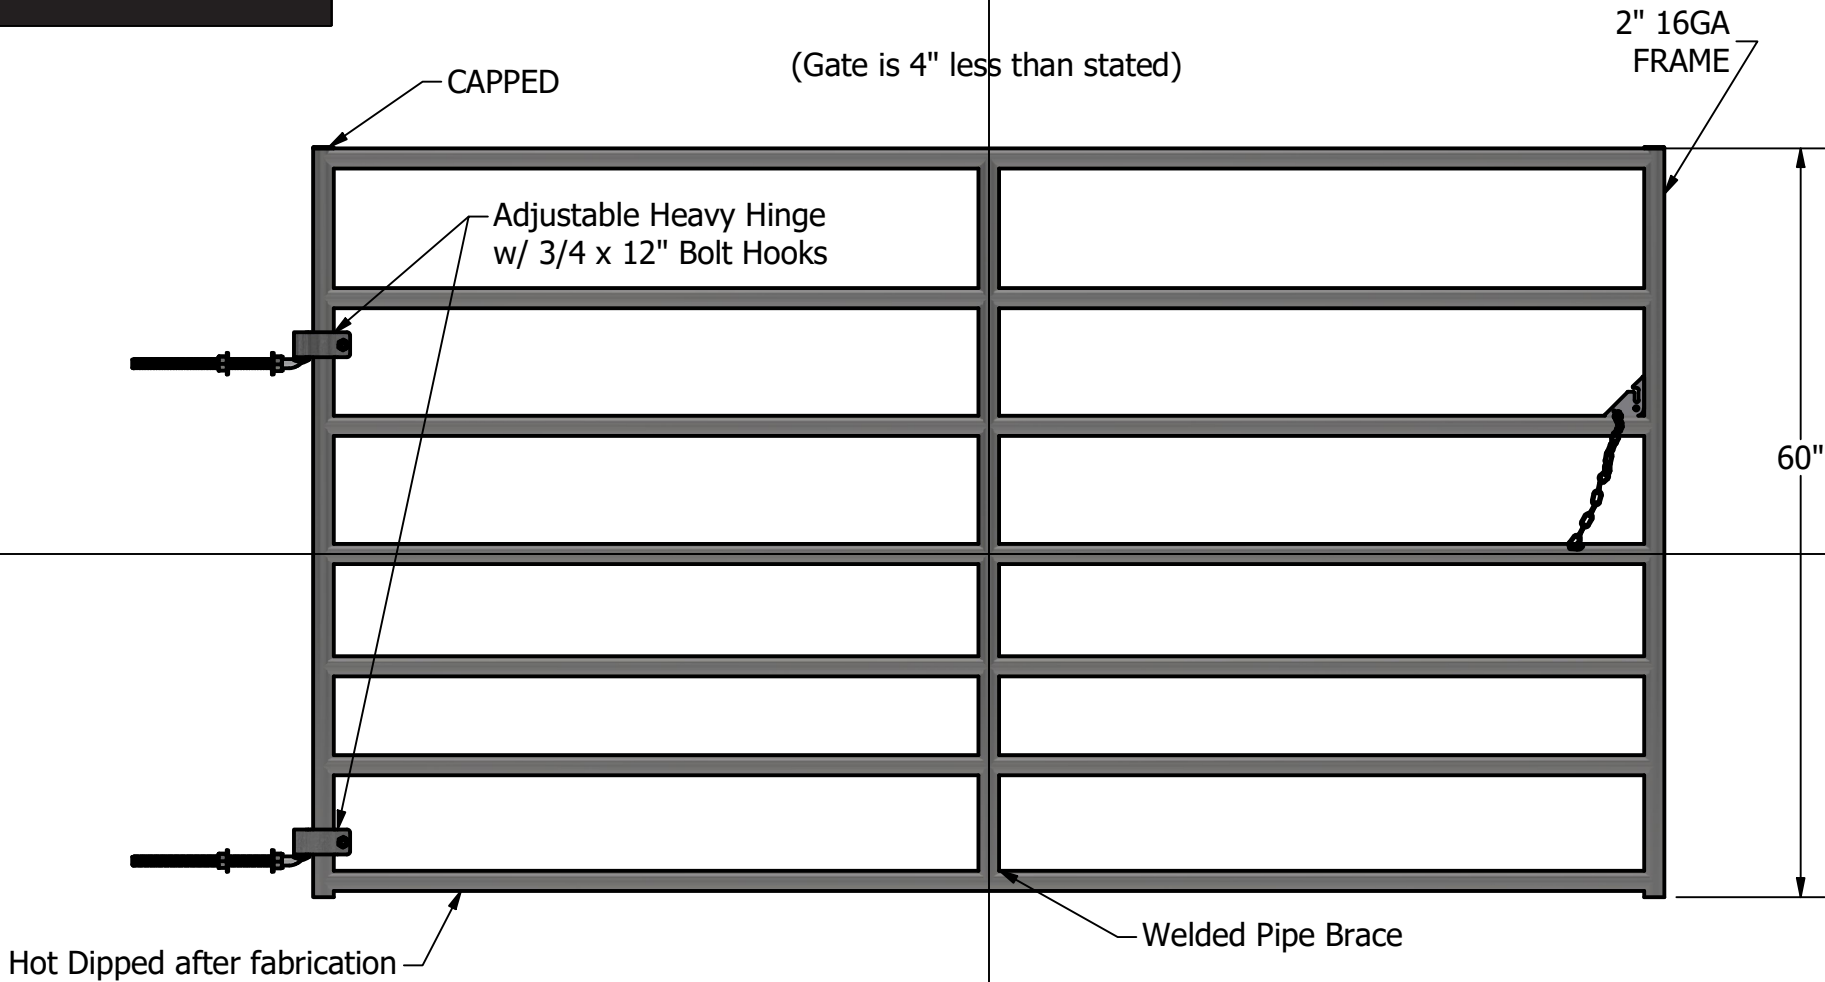 2" 16GA
FRAME
(Gate is 4" less than stated)
CAPPED
Adjustable Heavy Hinge
w/ 3/4 x 12" Bolt Hooks
60"
Welded Pipe Brace
Hot Dipped after fabrication